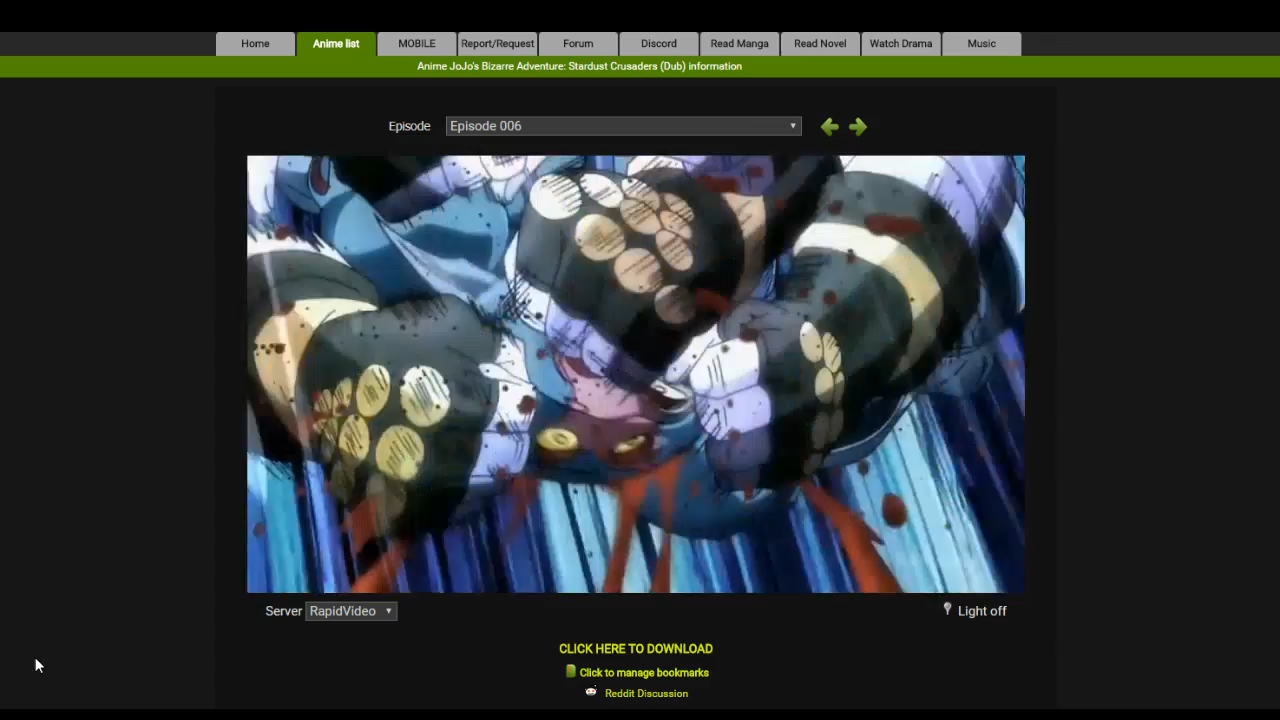 Home Anime list MOBILE Report/Request Forum Discord Read Manga Read Novel Watch Drama Music
Anime JoJo's Bizarre Adventure: Stardust Crusaders (Dub) information
Episode Episode 006
Server RapidVideo Light off
CLICK HERE TO DOWNLOAD
Click to manage bookmarks
Reddit Discussion